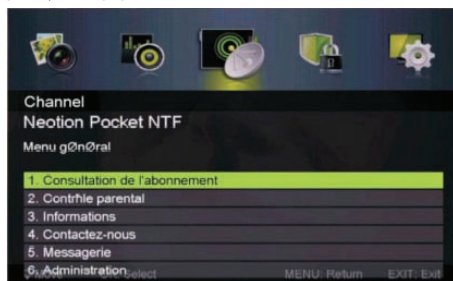 Channel
Neotion Pocket NTF
Menu gØnØral
1. Consultation de l'abonnement
2. Contrħle parental
3. Informations
4. Contactez-nous
5. Messagerie
6. Administration
Select MENU: Return EXIT: Exit